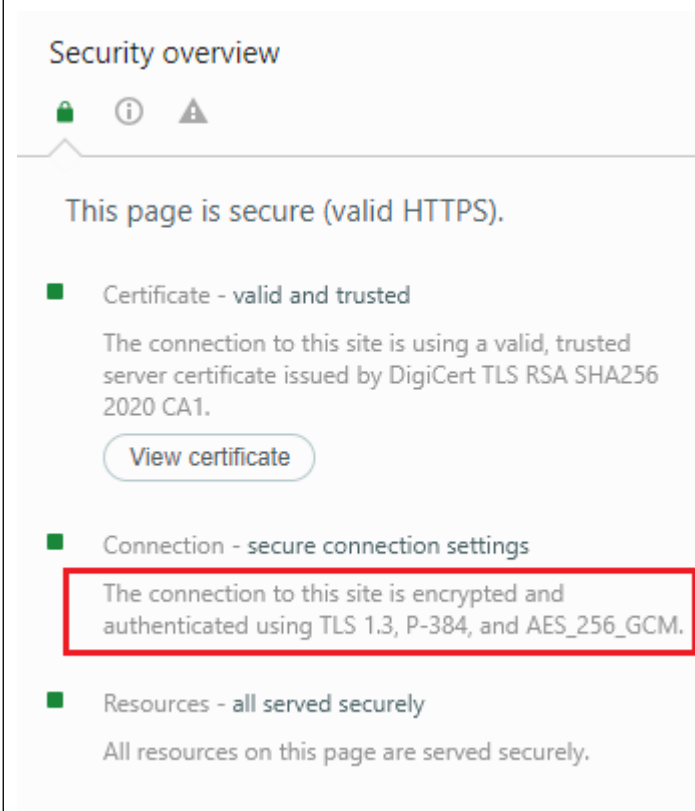 Security overview
This page is secure (valid HTTPS).
Certificate - valid and trusted
The connection to this site is using a valid, trusted
server certificate issued by DigiCert TLS RSA SHA256
2020 CA1.
View certificate
Connection - secure connection settings
The connection to this site is encrypted and
authenticated using TLS 1.3, P-384, and AES_256_GCM.
Resources - all served securely
All resources on this page are served securely.